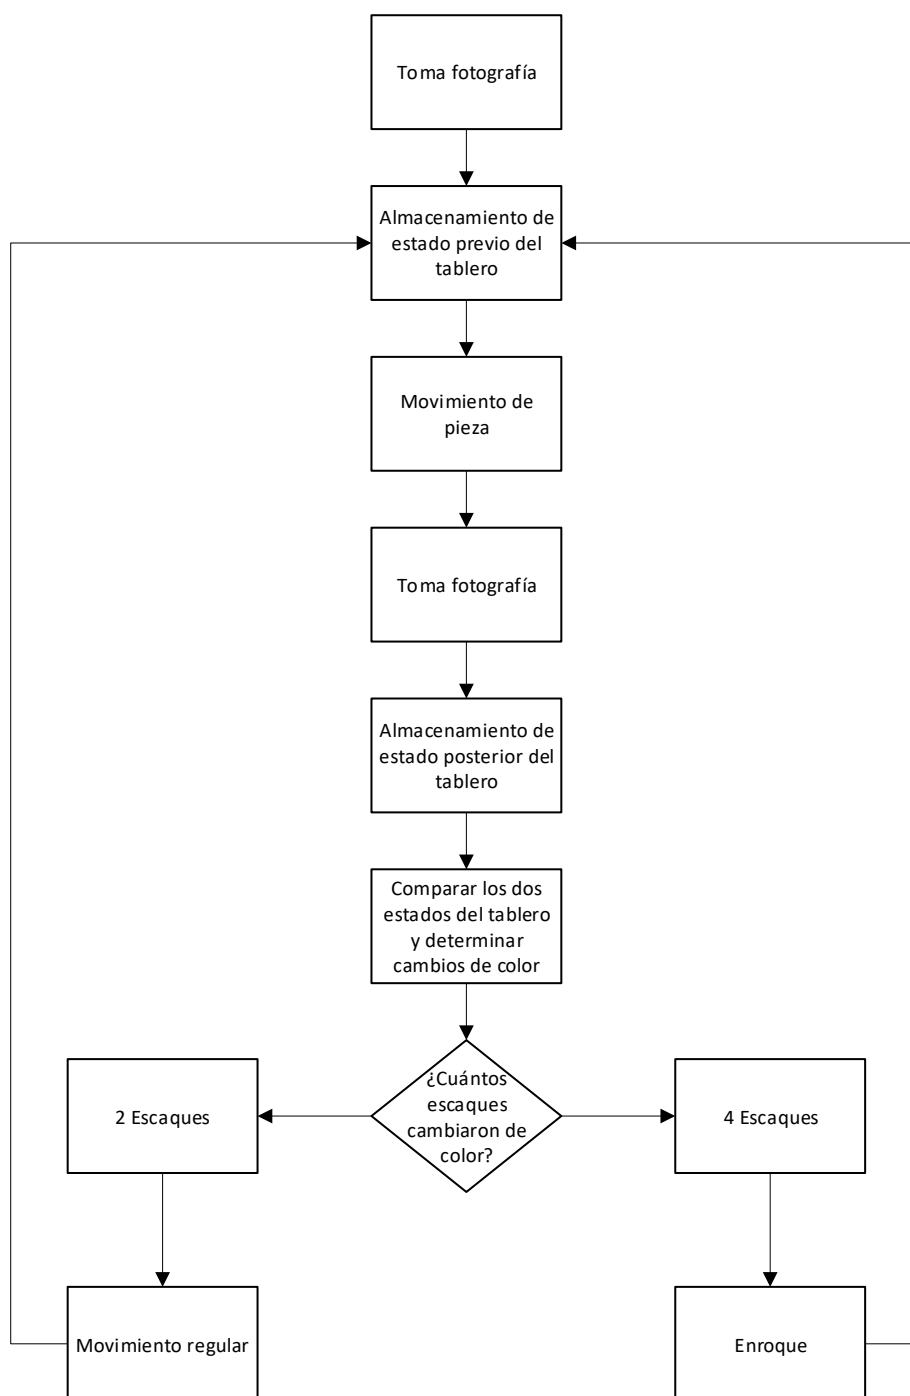 Toma fotografía
Almacenamiento de
estado previo del
tablero
Movimiento de
pieza
Toma fotografía
Almacenamiento de
estado posterior del
tablero
Comparar los dos
estados del tablero
y determinar
cambios de color
¿Cuántos
escaques
cambiaron de
color?
2 Escaques
4 Escaques
Movimiento regular
Enroque